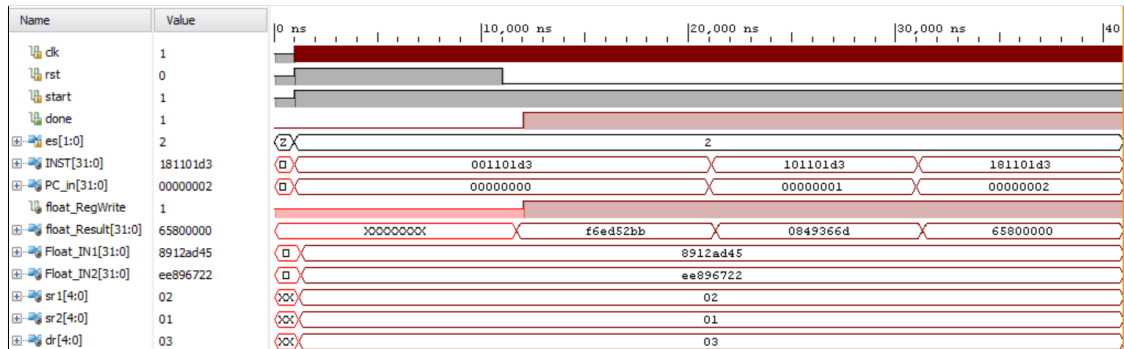 Name Value 0 ns 10,000 ns 20,000 ns 30,000 ns 40
clk 1
rst 0
start 1
done 1
es[1:0] 2 Z 2
INST[31:0] 181101d3 001101d3 101101d3 181101d3
PC_in[31:0] 00000002 00000000 00000001 00000002
float_RegWrite 1
float_Result[31:0] 65800000 XXXXXXXX f6ed52bb 0849366d 65800000
Float_IN1[31:0] 8912ad45 8912ad45
Float_IN2[31:0] ee896722 ee896722
sr1[4:0] 02 XX 02
sr2[4:0] 01 XX 01
dr[4:0] 03 XX 03